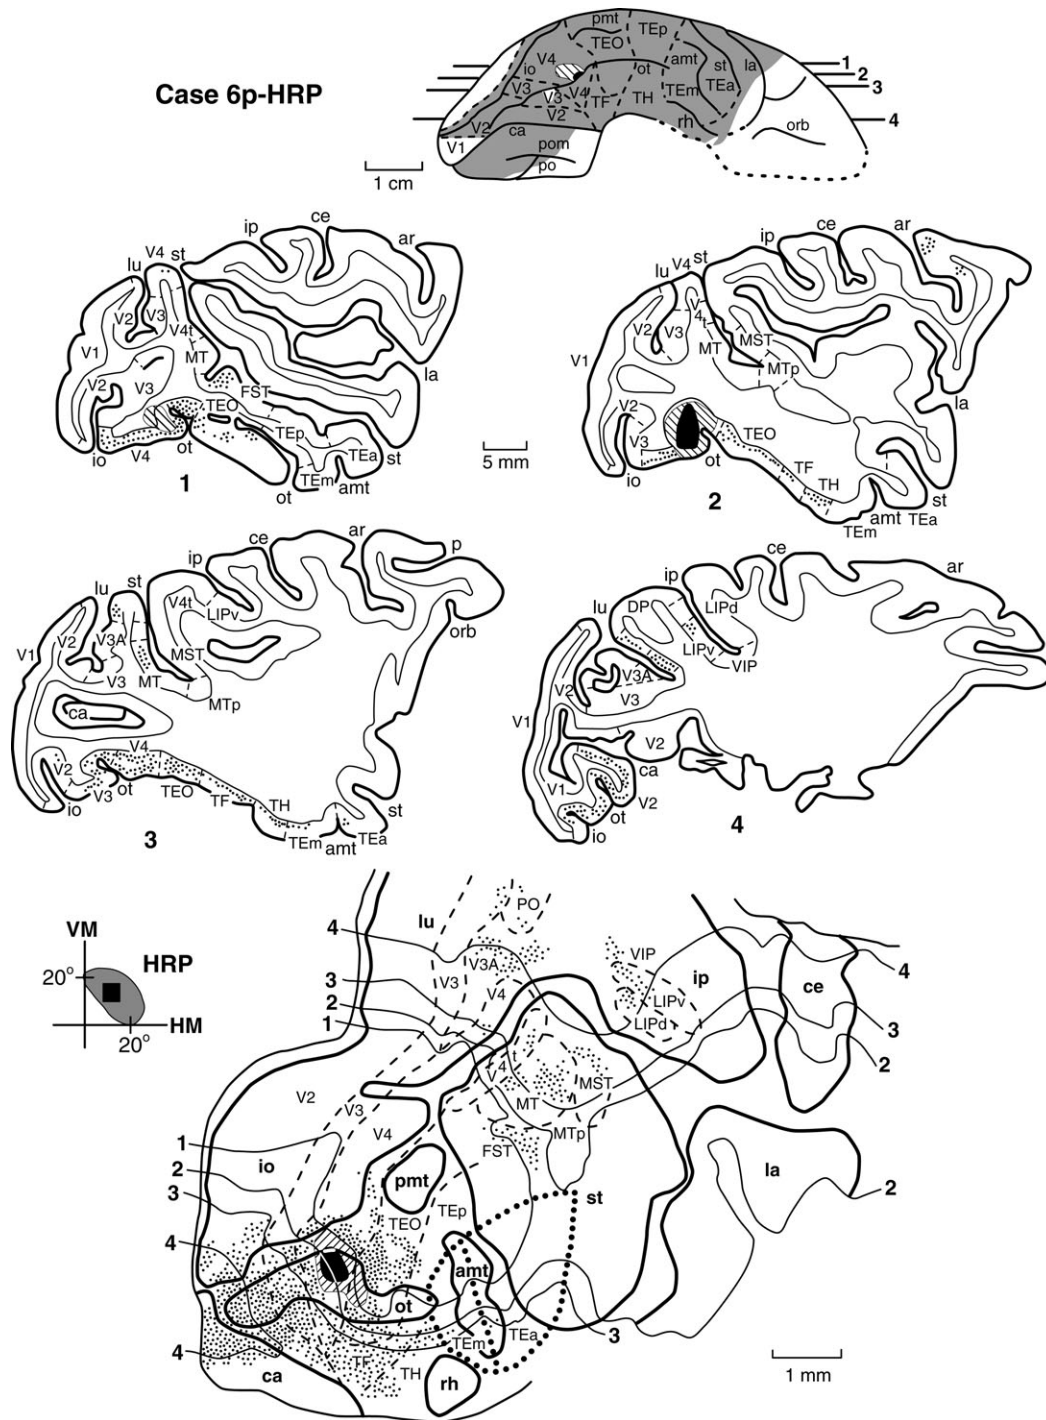 Case 6p-HRP
pmt
TEO
TEp
V4
io
ot
amt
st
la
TEa
V3
V3
V4
TF
TH
TEm
V2
V2
ca
rh
V1
pom
po
orb
1
2
3
4
1 cm
ip
ce
ar
V4
st
lu
V2
V3
V4t
V1
MT
V2
V3
FST
la
TEO
TEp
TEa
io
V4
ot
st
TEm
amt
ot
1
5 mm
ip
ce
ar
V4
st
lu
V
4t
V2
V3
MST
V1
MT
MTp
la
V2
V3
TEO
io
ot
TF
TH
st
amt
TEm
TEa
2
ar
p
ce
ip
st
lu
V4t
LIPv
orb
V2
V3A
V1
MST
V3
MT
MTp
ca
V4
V2
V3
ot
io
TEO
TF
TH
st
TEm
amt
TEa
3
ce
ar
ip
lu
DP
LIPd
LIPv
VIP
V3A
V2
V3
V1
V2
ca
V1
V2
ot
io
4
VM
HRP
20°
HM
20°
PO
lu
4
V3A
VIP
4
V3
ip
ce
3
V4
LIPv
2
LIPd
3
1
V4
t
MST
2
MT
V2
V3
MTp
V4
FST
1
io
la
2
pmt
2
3
st
TEO
TEp
4
amt
ot
3
TEa
TEm
4
TF
ca
TH
rh
1 mm